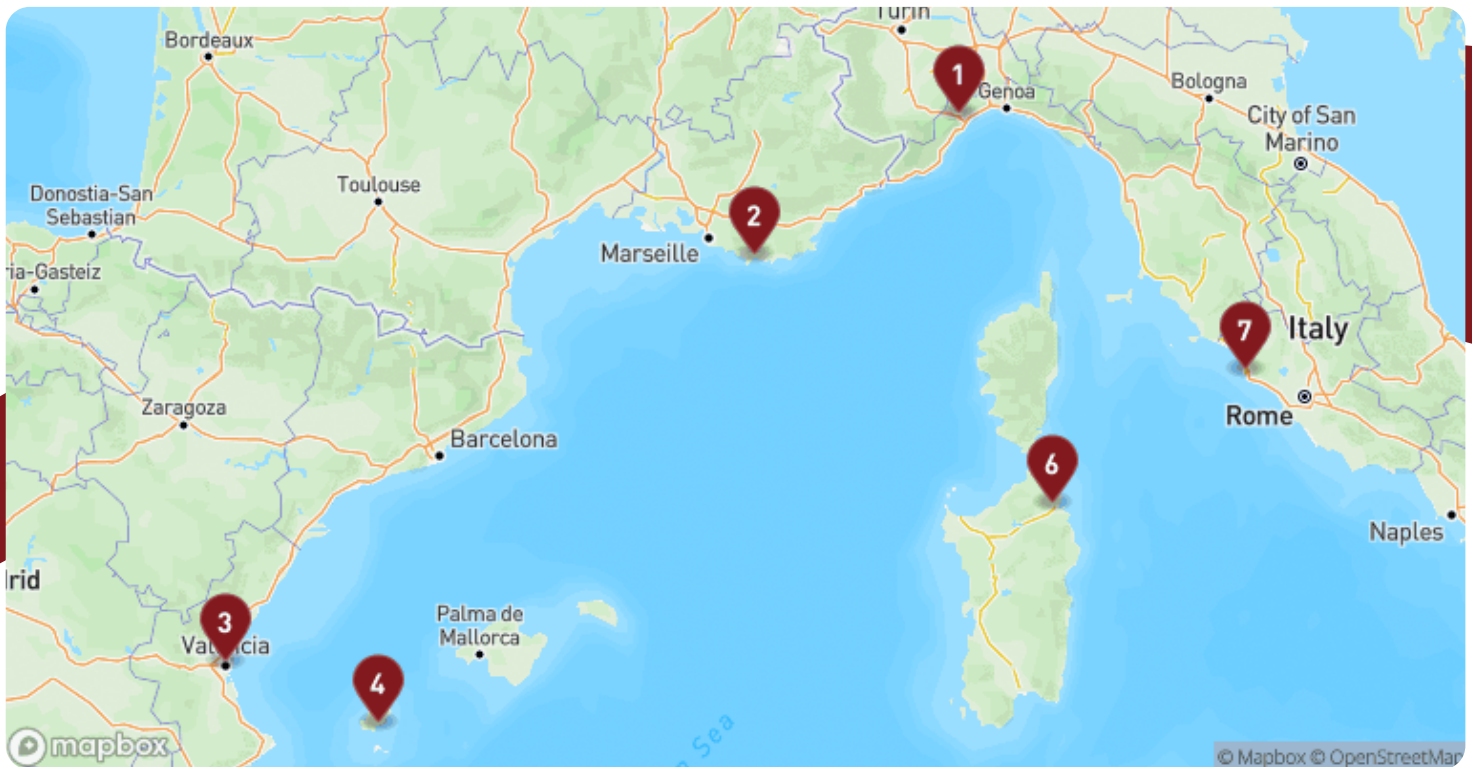 Turin
Bordeaux
1
Genoa
Bologna
City of San
Marino
Toulouse
Donostia-San
Sebastian
2
Marseille
ria-Gasteiz
7
Italy
Zaragoza
Rome
Barcelona
6
Naples
rid
3
Palma de
Mallorca
4
Sea
mapbox
© Mapbox © OpenStreetMap